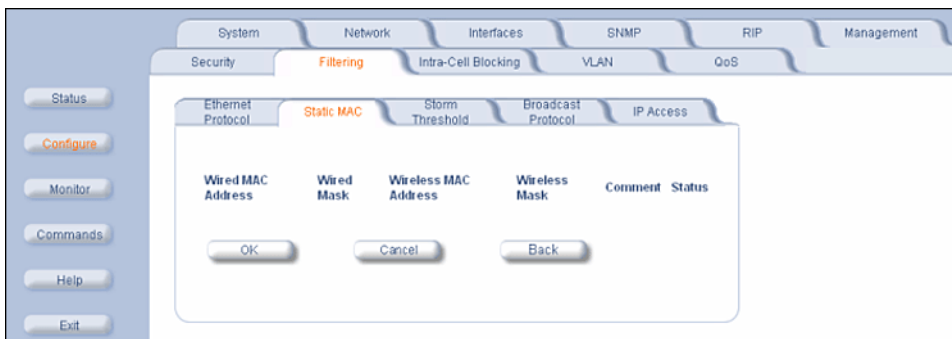 System Network Interfaces SNMP RIP Management
Security Filtering Intra-Cell Blocking VLAN QoS
Status
Configure
Monitor
Commands
Help
Exit
Ethernet Protocol Static MAC Storm Threshold Broadcast Protocol IP Access
Wired MAC Address Wired Mask Wireless MAC Address Wireless Mask Comment Status
OK Cancel Back